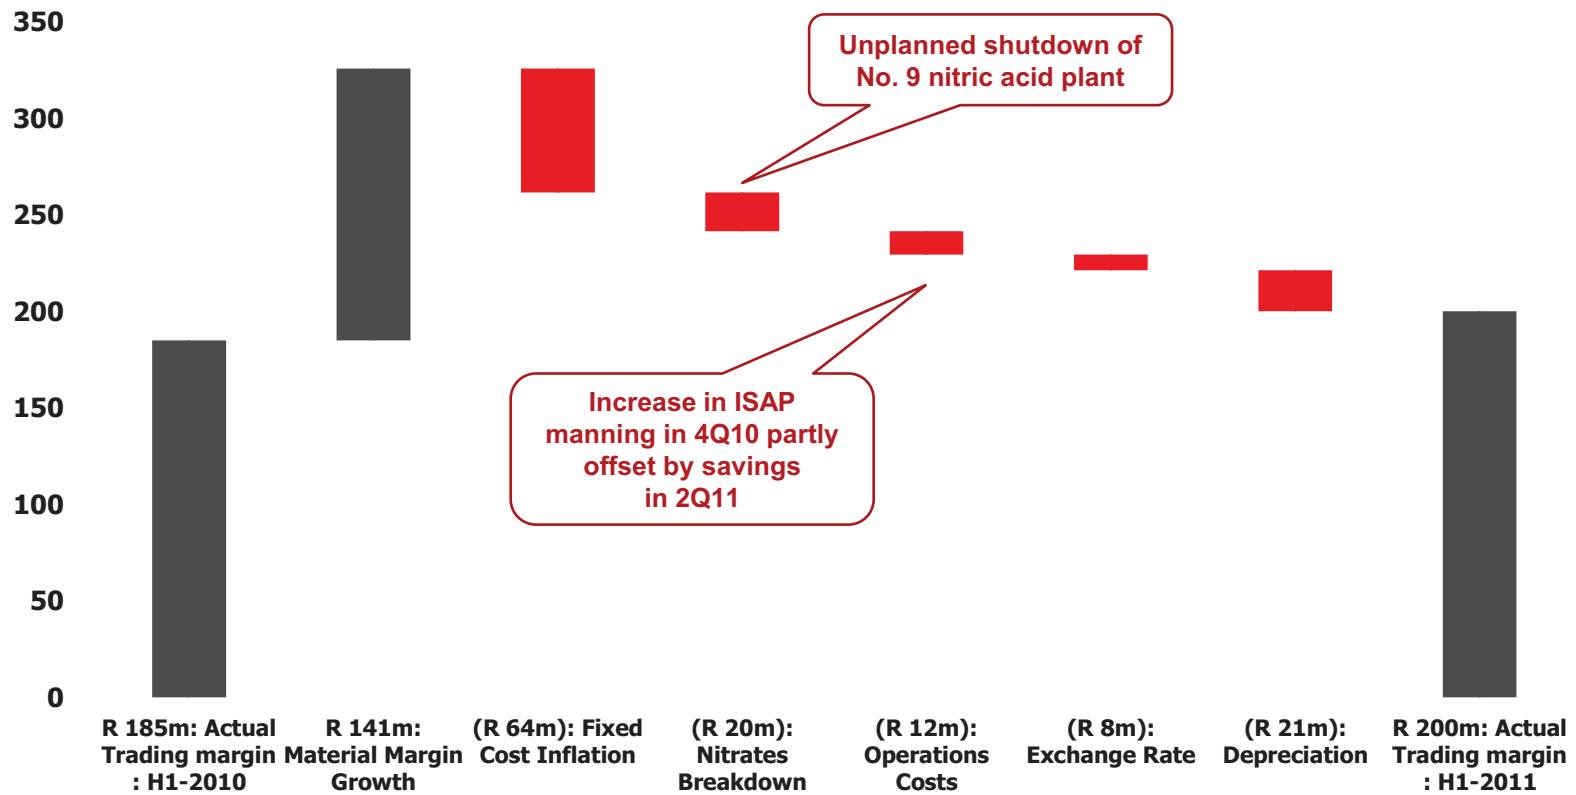 350
300
250
200
150
100
50
0
Unplanned shutdown of
No. 9 nitric acid plant
Increase in ISAP
manning in 4Q10 partly
offset by savings
in 2Q11
R 185m: Actual
Trading margin
: H1-2010
R 141m:
Material Margin
Growth
(R 64m): Fixed
Cost Inflation
(R 20m):
Nitrates
Breakdown
(R 12m):
Operations
Costs
(R 8m):
Exchange Rate
(R 21m):
Depreciation
R 200m: Actual
Trading margin
: H1-2011